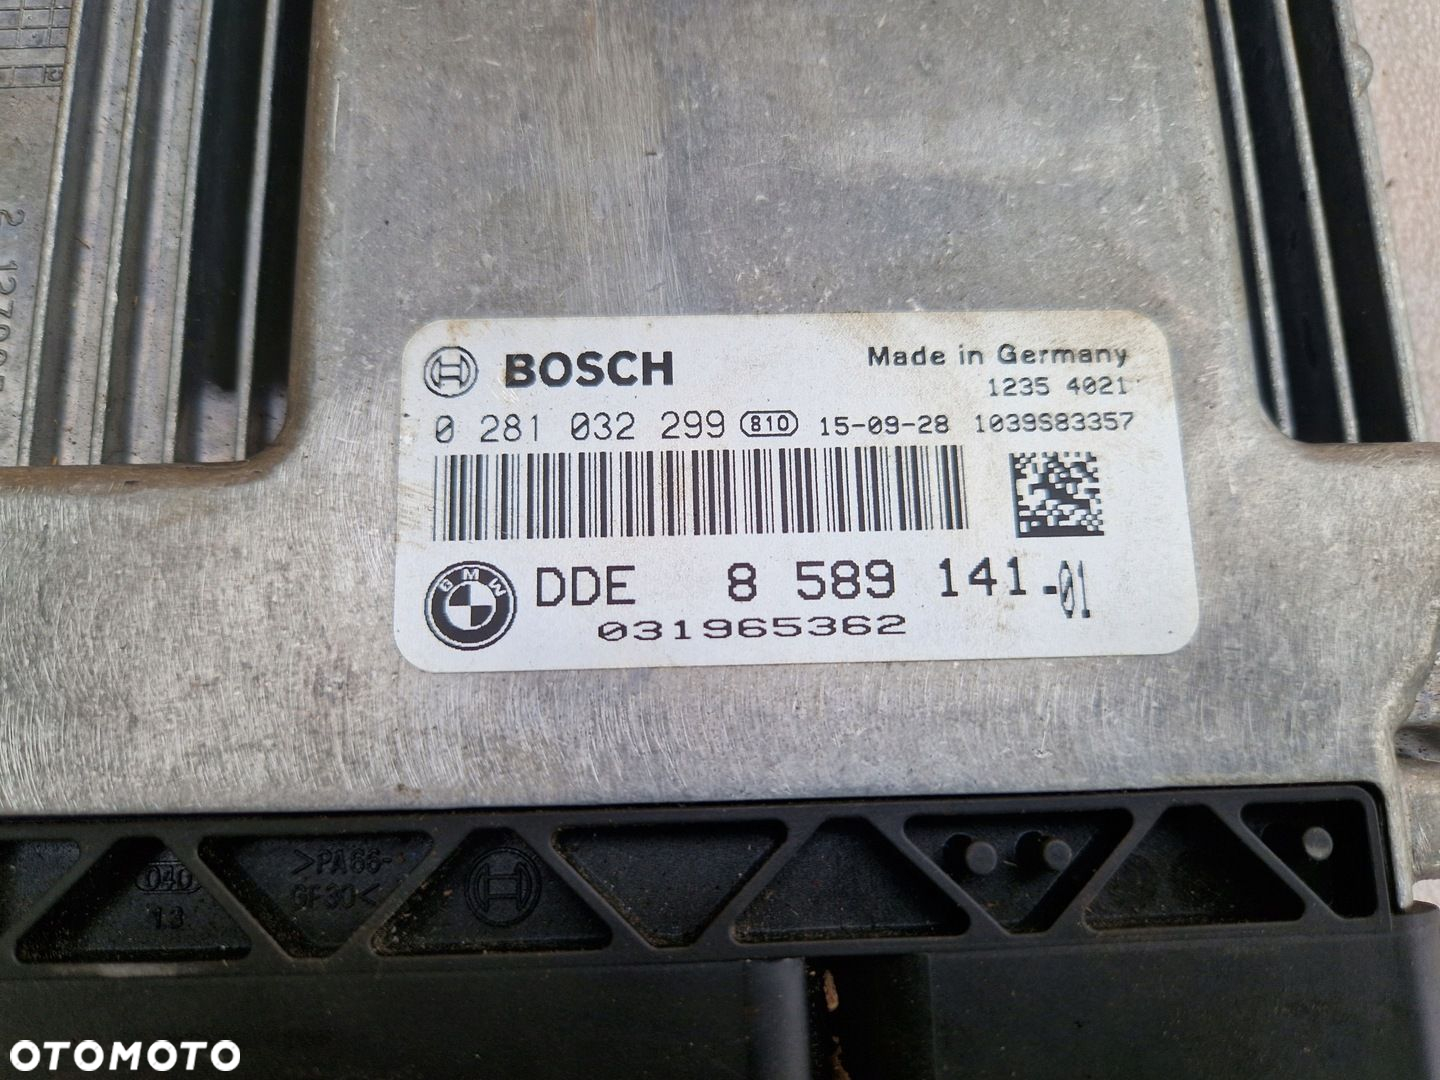 BOSCH
Made in Germany
1235 4021
0 281 032 299 810 15-09-28 1039S83357
BMW
DDE 8 589 141-01
031965362
>PA66-
GF30<
040
13
OTOMOTO